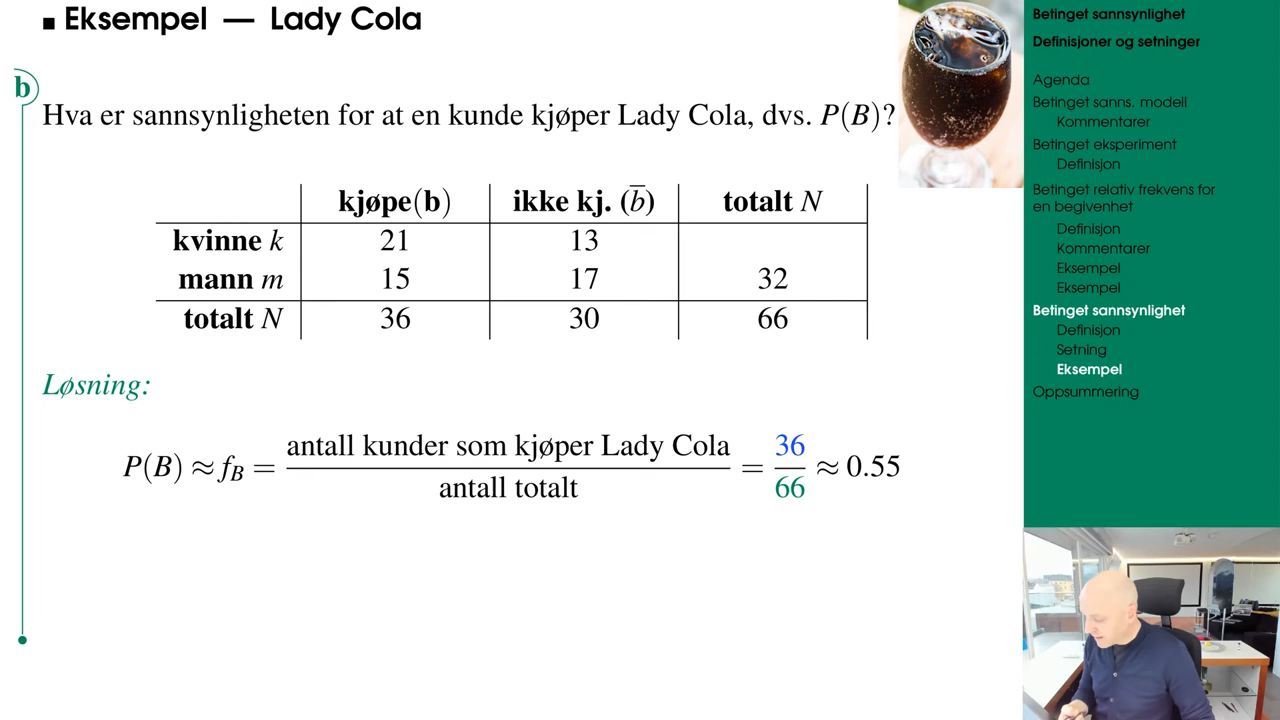 Eksempel — Lady Cola
b
Hva er sannsynligheten for at en kunde kjøper Lady Cola, dvs. P(B)?
kjøpe(b) ikke kj. (b̅) totalt N
kvinne k 21 13
mann m 15 17 32
totalt N 36 30 66
Løsning:
P(B) ≈ f_B = antall kunder som kjøper Lady Cola / antall totalt = 36/66 ≈ 0.55
Betinget sannsynlighet
Definisjoner og setninger
Agenda
Betinget sanns. modell
Kommentarer
Betinget eksperiment
Definisjon
Betinget relativ frekvens for
en begivenhet
Definisjon
Kommentarer
Eksempel
Eksempel
Betinget sannsynlighet
Definisjon
Setning
Eksempel
Oppsummering